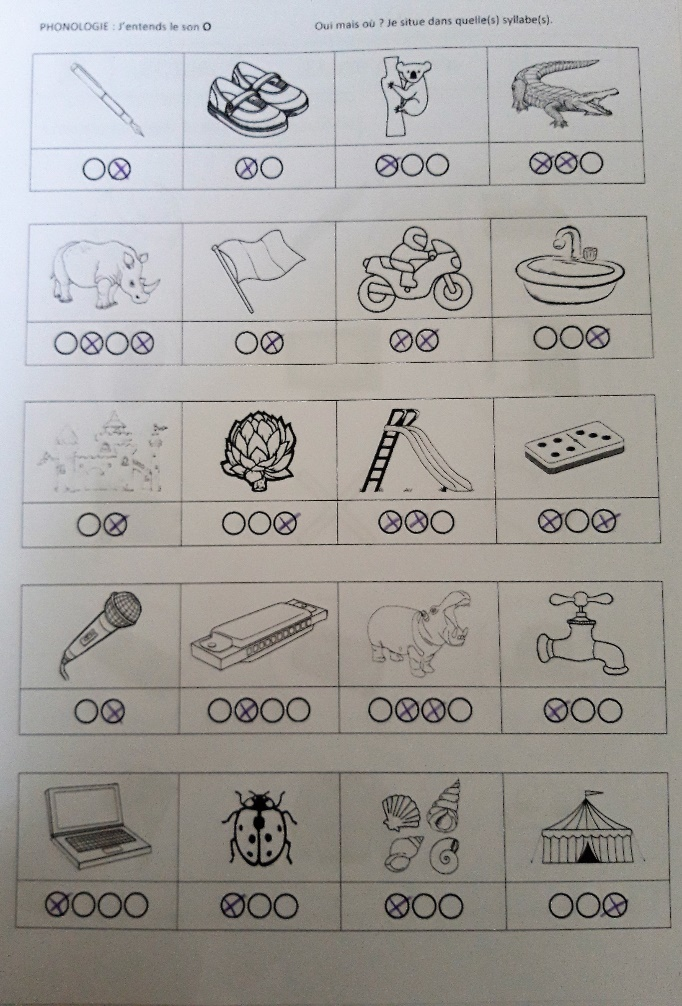 PHONOLOGIE : J'entends le son O
Oui mais où ? Je situe dans quelle(s) syllabe(s).